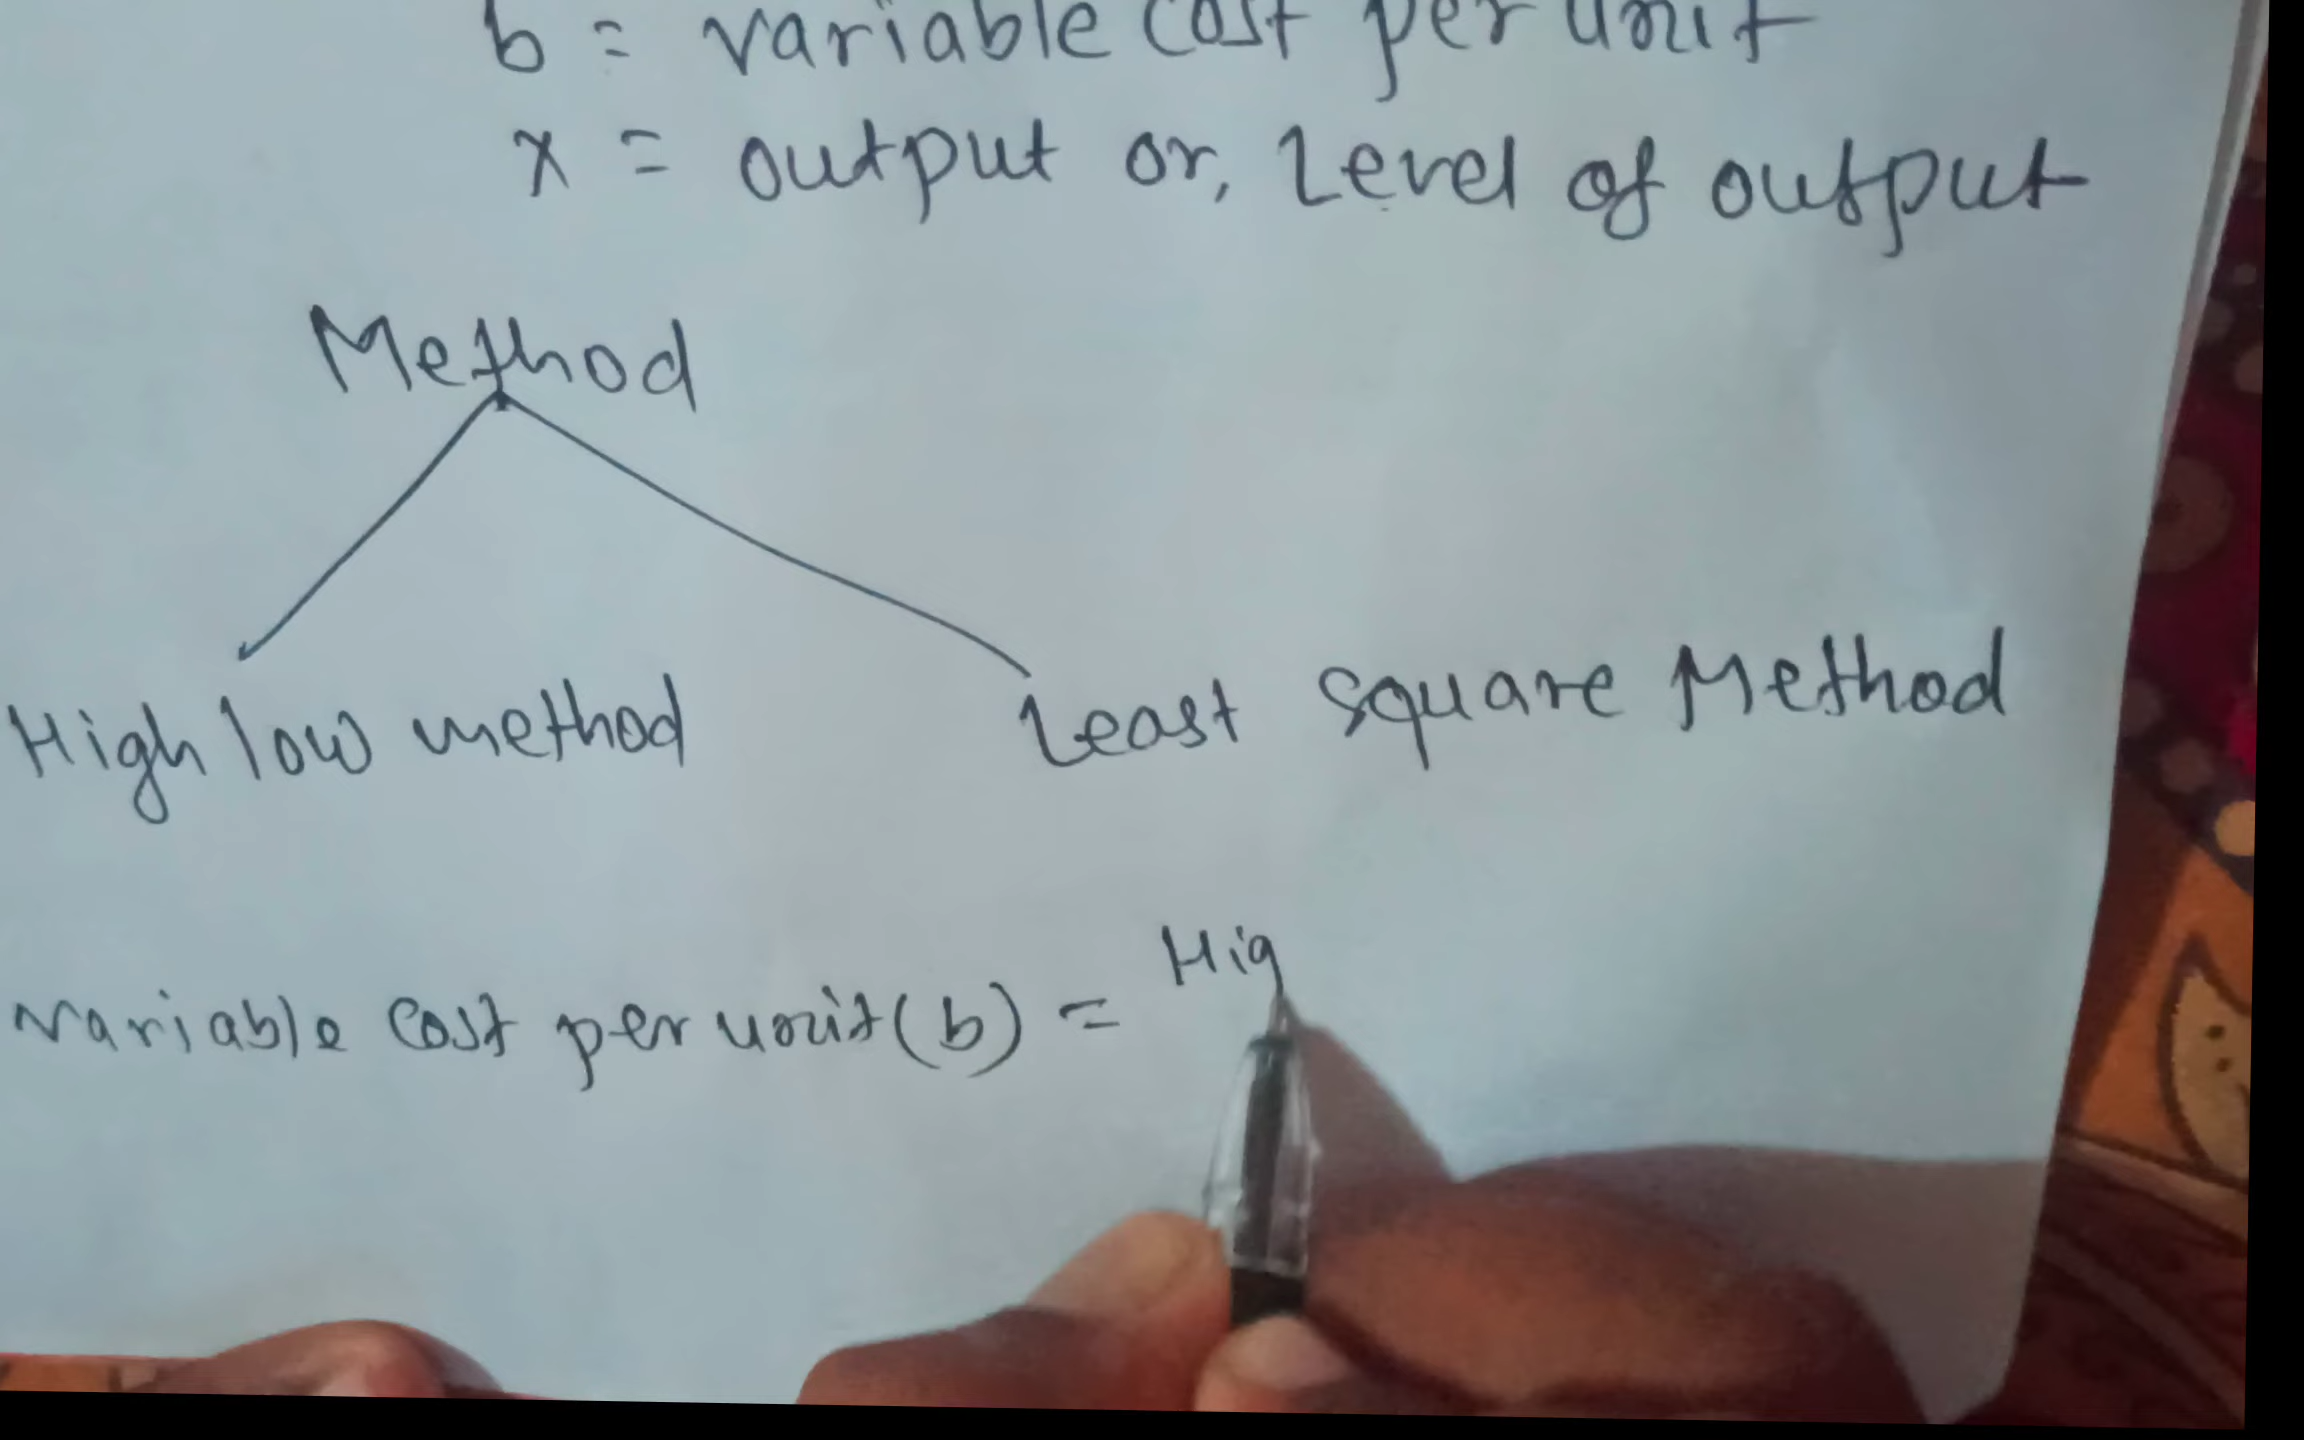 b = variable cost per unit
x = output or, Level of output
Method
High low method
Least square Method
variable cost per unit (b) = Hig